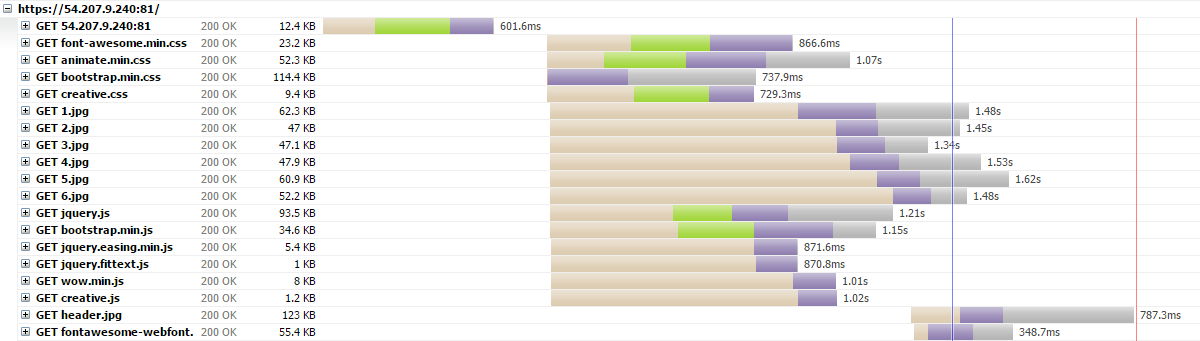 https://54.207.9.240:81/
GET 54.207.9.240:81 200 OK 12.4 KB 601.6ms
GET font-awesome.min.css 200 OK 23.2 KB 866.6ms
GET animate.min.css 200 OK 52.3 KB 1.07s
GET bootstrap.min.css 200 OK 114.4 KB 737.9ms
GET creative.css 200 OK 9.4 KB 729.3ms
GET 1.jpg 200 OK 62.3 KB 1.48s
GET 2.jpg 200 OK 47 KB 1.45s
GET 3.jpg 200 OK 47.1 KB 1.34s
GET 4.jpg 200 OK 47.9 KB 1.53s
GET 5.jpg 200 OK 60.9 KB 1.62s
GET 6.jpg 200 OK 52.2 KB 1.48s
GET jquery.js 200 OK 93.5 KB 1.21s
GET bootstrap.min.js 200 OK 34.6 KB 1.15s
GET jquery.easing.min.js 200 OK 5.4 KB 871.6ms
GET jquery.fittext.js 200 OK 1 KB 870.8ms
GET wow.min.js 200 OK 8 KB 1.01s
GET creative.js 200 OK 1.2 KB 1.02s
GET header.jpg 200 OK 123 KB 787.3ms
GET fontawesome-webfont. 200 OK 55.4 KB 348.7ms